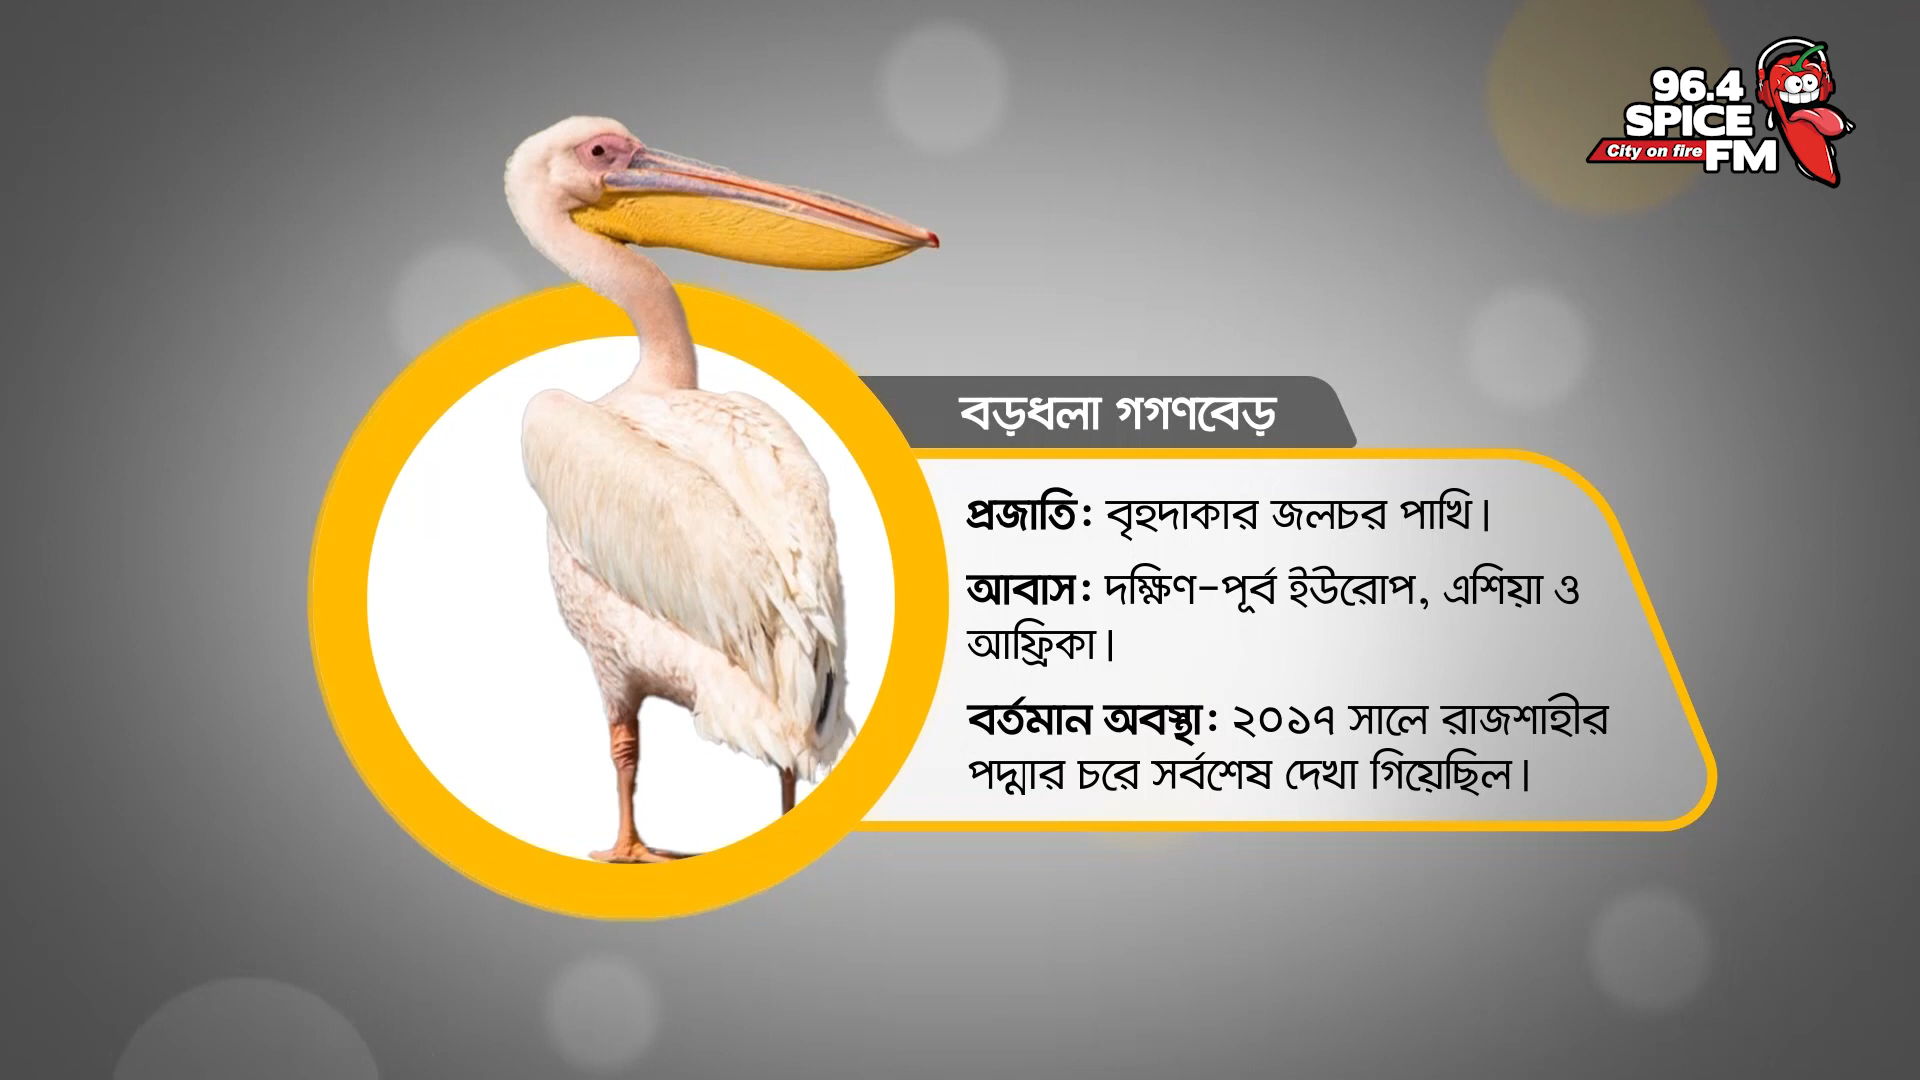 96.4
SPICE
City on fire FM
বড়ধলা গগণবেড়
প্রজাতি: বৃহদাকার জলচর পাখি।
আবাস: দক্ষিণ-পূর্ব ইউরোপ, এশিয়া ও
আফ্রিকা।
বর্তমান অবস্থা: ২০১৭ সালে রাজশাহীর
পদ্মার চরে সর্বশেষ দেখা গিয়েছিল।